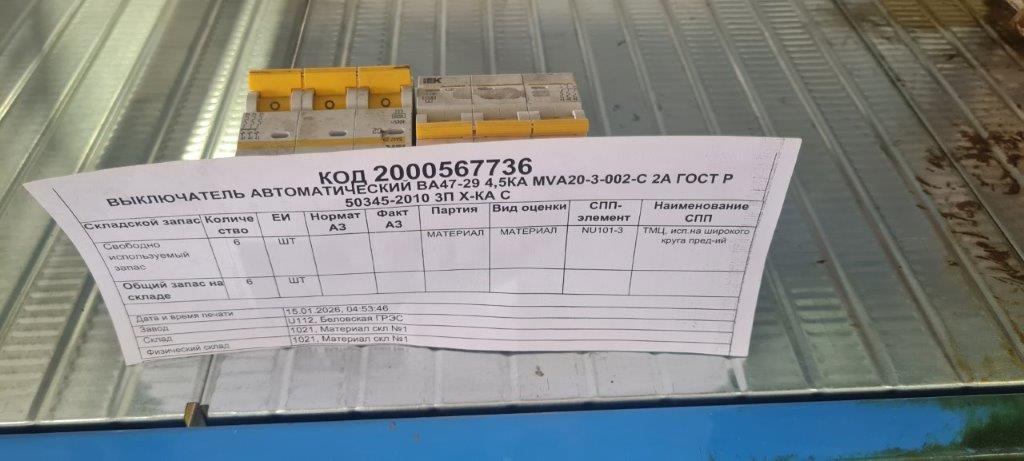 IEK
КОД 2000567736
ВЫКЛЮЧАТЕЛЬ АВТОМАТИЧЕСКИЙ ВА47-29 4,5КА MVA20-3-002-C 2А ГОСТ Р
50345-2010 3П Х-КА С
Складской запас Количе ЕИ Нормат Факт Партия Вид оценки СПП- Наименование
ство АЗ АЗ элемент СПП
Свободно 6 ШТ МАТЕРИАЛ МАТЕРИАЛ NU101-3 ТМЦ, исп.на широкого
используемый круга пред-ий
запас
Общий запас на 6 ШТ
складе
Дата и время печати 15.01.2026, 04:53:46
Завод U112, Беловская ГРЭС
Склад 1021, Материал скл №1
Физический склад 1021, Материал скл №1